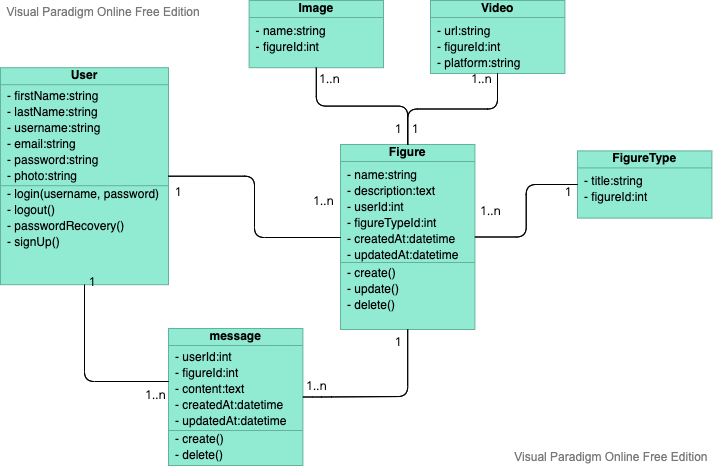 Visual Paradigm Online Free Edition
Image
- name:string
- figureId:int
1..n
Video
- url:string
- figureId:int
- platform:string
1..n
User
- firstName:string
- lastName:string
- username:string
- email:string
- password:string
- photo:string
- login(username, password)
- logout()
- passwordRecovery()
- signUp()
1
1
1
1
1..n
Figure
- name:string
- description:text
- userId:int
- figureTypeId:int
- createdAt:datetime
- updatedAt:datetime
- create()
- update()
- delete()
1..n
1
FigureType
- title:string
- figureId:int
1
1..n
message
- userId:int
- figureId:int
- content:text
- createdAt:datetime
- updatedAt:datetime
- create()
- delete()
1..n
Visual Paradigm Online Free Edition